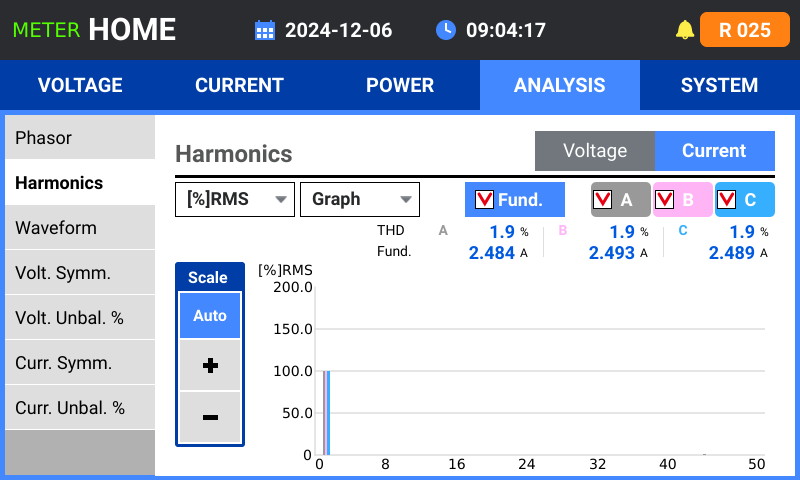 METER HOME 2024-12-06 09:04:17 R 025
VOLTAGE CURRENT POWER ANALYSIS SYSTEM
Phasor
Harmonics
Waveform
Volt. Symm.
Volt. Unbal. %
Curr. Symm.
Curr. Unbal. %
Harmonics Voltage Current
[%]RMS Graph Fund. A B C
THD A 1.9 % B 1.9 % C 1.9 %
Fund. 2.484 A 2.493 A 2.489 A
Scale
Auto
+
−
[%]RMS
200.0
150.0
100.0
50.0
0
0 8 16 24 32 40 50